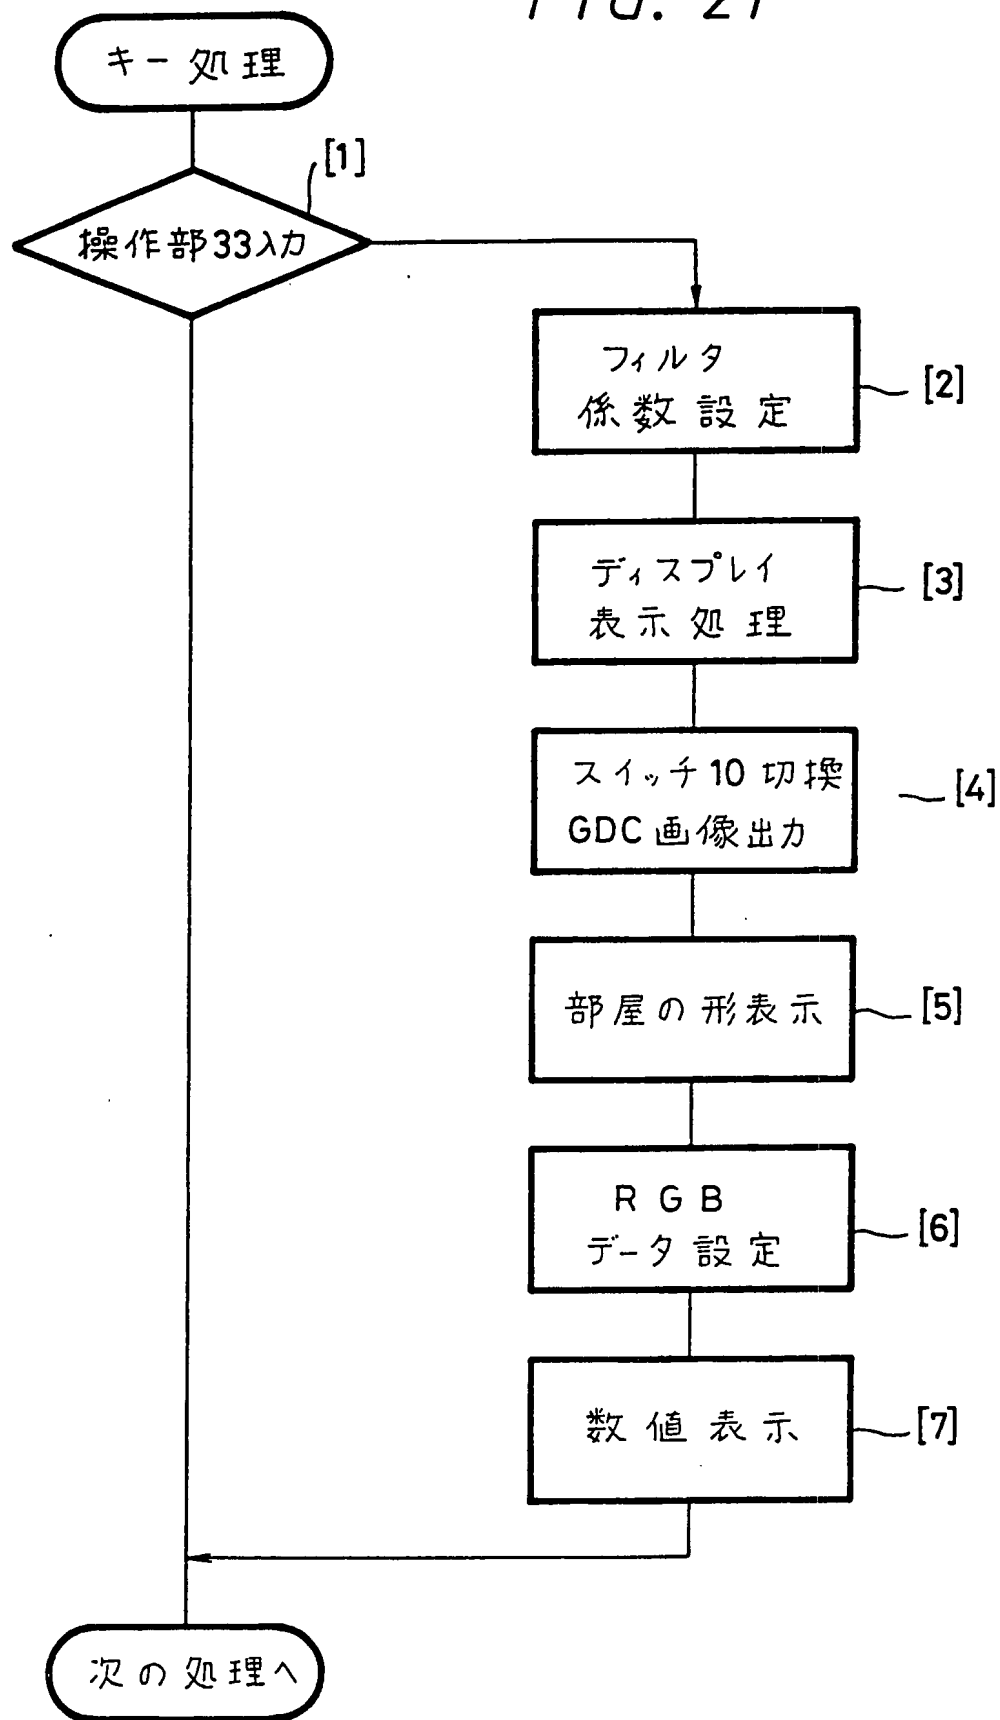 FIG. 21
キー処理
[1]
操作部33入力
フィルタ
係数設定
[2]
ディスプレイ
表示処理
[3]
スイッチ10切換
GDC画像出力
[4]
部屋の形表示
[5]
RGB
データ設定
[6]
数値表示
[7]
次の処理へ